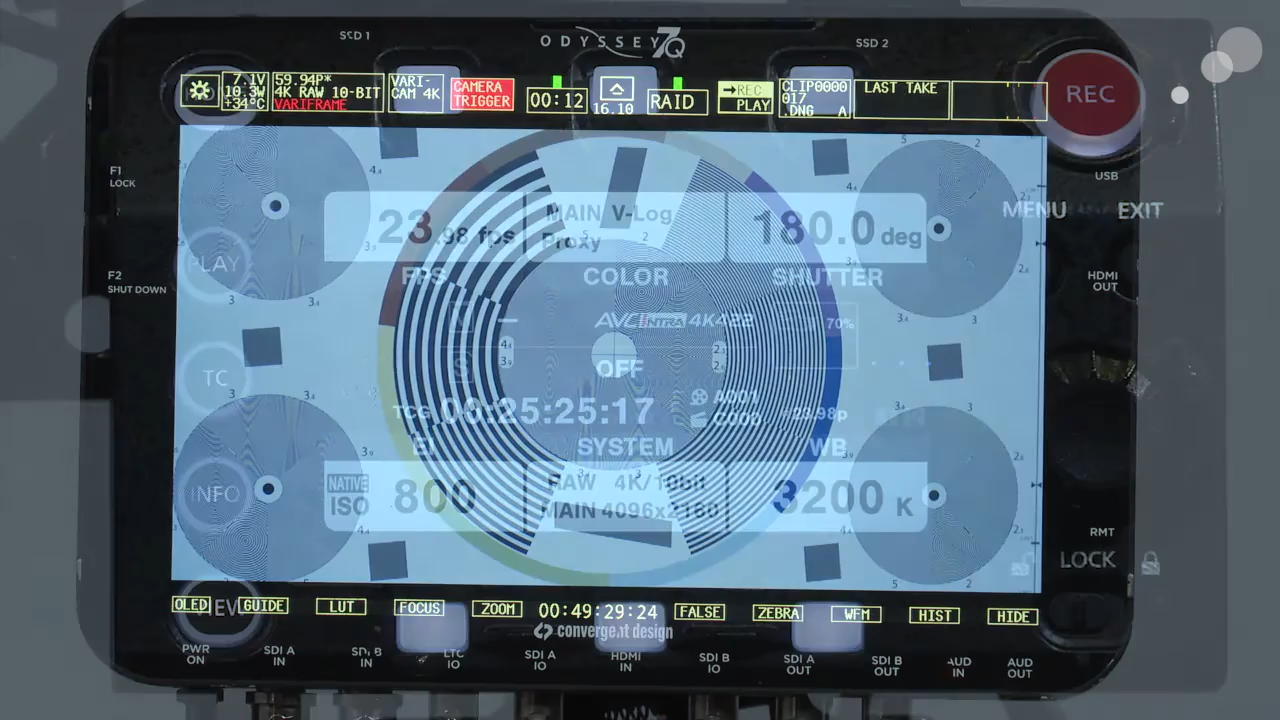 SCD 1
ODYSSEY7Q
SSD 2
7.1V
10.3W
+34°C
59.94P*
4K RAW 10-BIT
VARIFRAME
VARI-
CAM 4K
CAMERA
TRIGGER
00:12
16.10
RAID
→REC
PLAY
CLIP0000
017
.DNG A
LAST TAKE
REC
F1
LOCK
USB
MENU
EXIT
23.98 fps
MAIN V-Log
Proxy
180.0 deg
PLAY
FPS
COLOR
SHUTTER
F2
SHUT DOWN
HDMI
OUT
AVC INTRA 4K422
70%
OFF
TC
TCG 00:25:25:17
A001
C000
23.98p
EI
SYSTEM
WB
NATIVE
ISO
800
RAW 4K/10bit
MAIN 4096x2160
3200 K
INFO
RMT
LOCK
OLED
GUIDE
LUT
FOCUS
ZOOM
00:49:29:24
FALSE
ZEBRA
WFM
HIST
HIDE
convergent design
PWR
ON
SDI A
IN
SDI B
IN
LTC
IO
SDI A
IO
HDMI
IN
SDI B
IO
SDI A
OUT
SDI B
OUT
AUD
IN
AUD
OUT